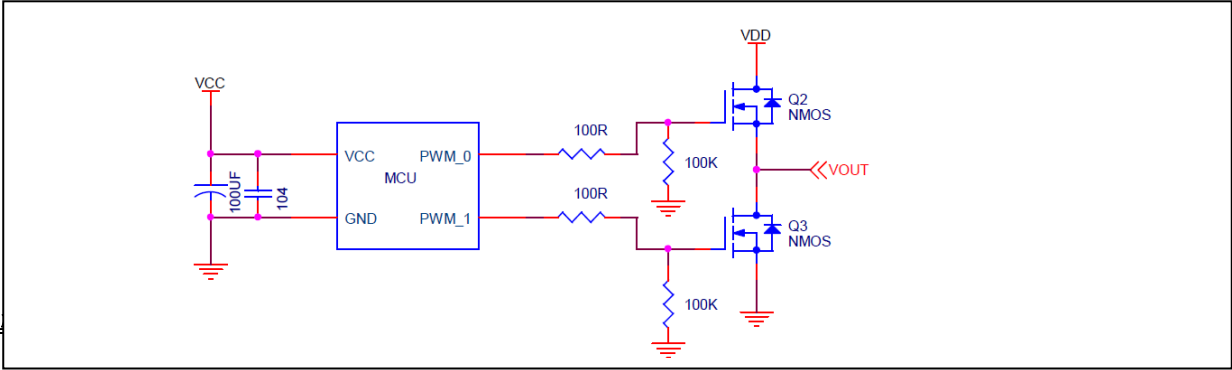 VDD
VCC
Q2
NMOS
100R
VCC
PWM_0
100K
MCU
VOUT
100UF
104
100R
GND
PWM_1
Q3
NMOS
100K